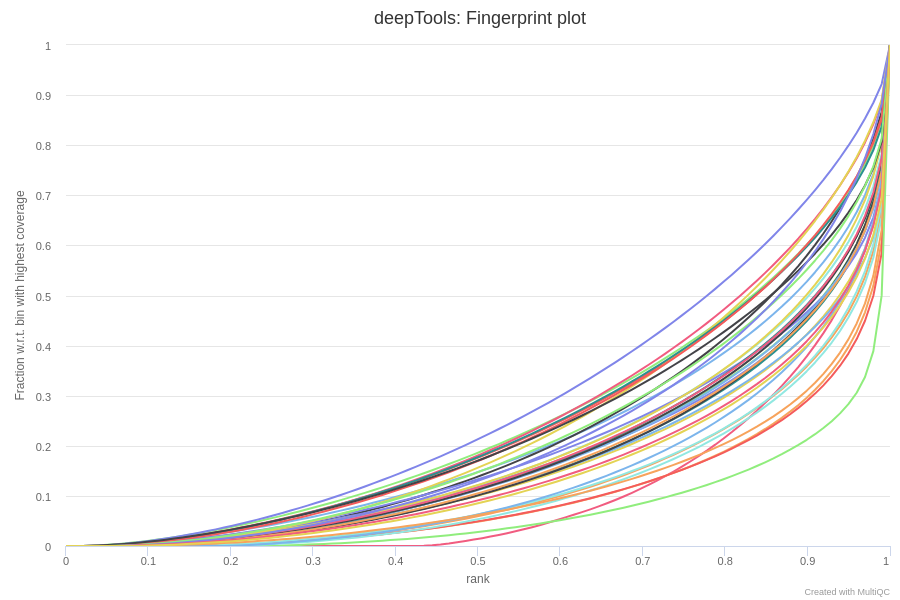 deepTools: Fingerprint plot
Fraction w.r.t. bin with highest coverage
1
0.9
0.8
0.7
0.6
0.5
0.4
0.3
0.2
0.1
0
0 0.1 0.2 0.3 0.4 0.5 0.6 0.7 0.8 0.9 1
rank
Created with MultiQC